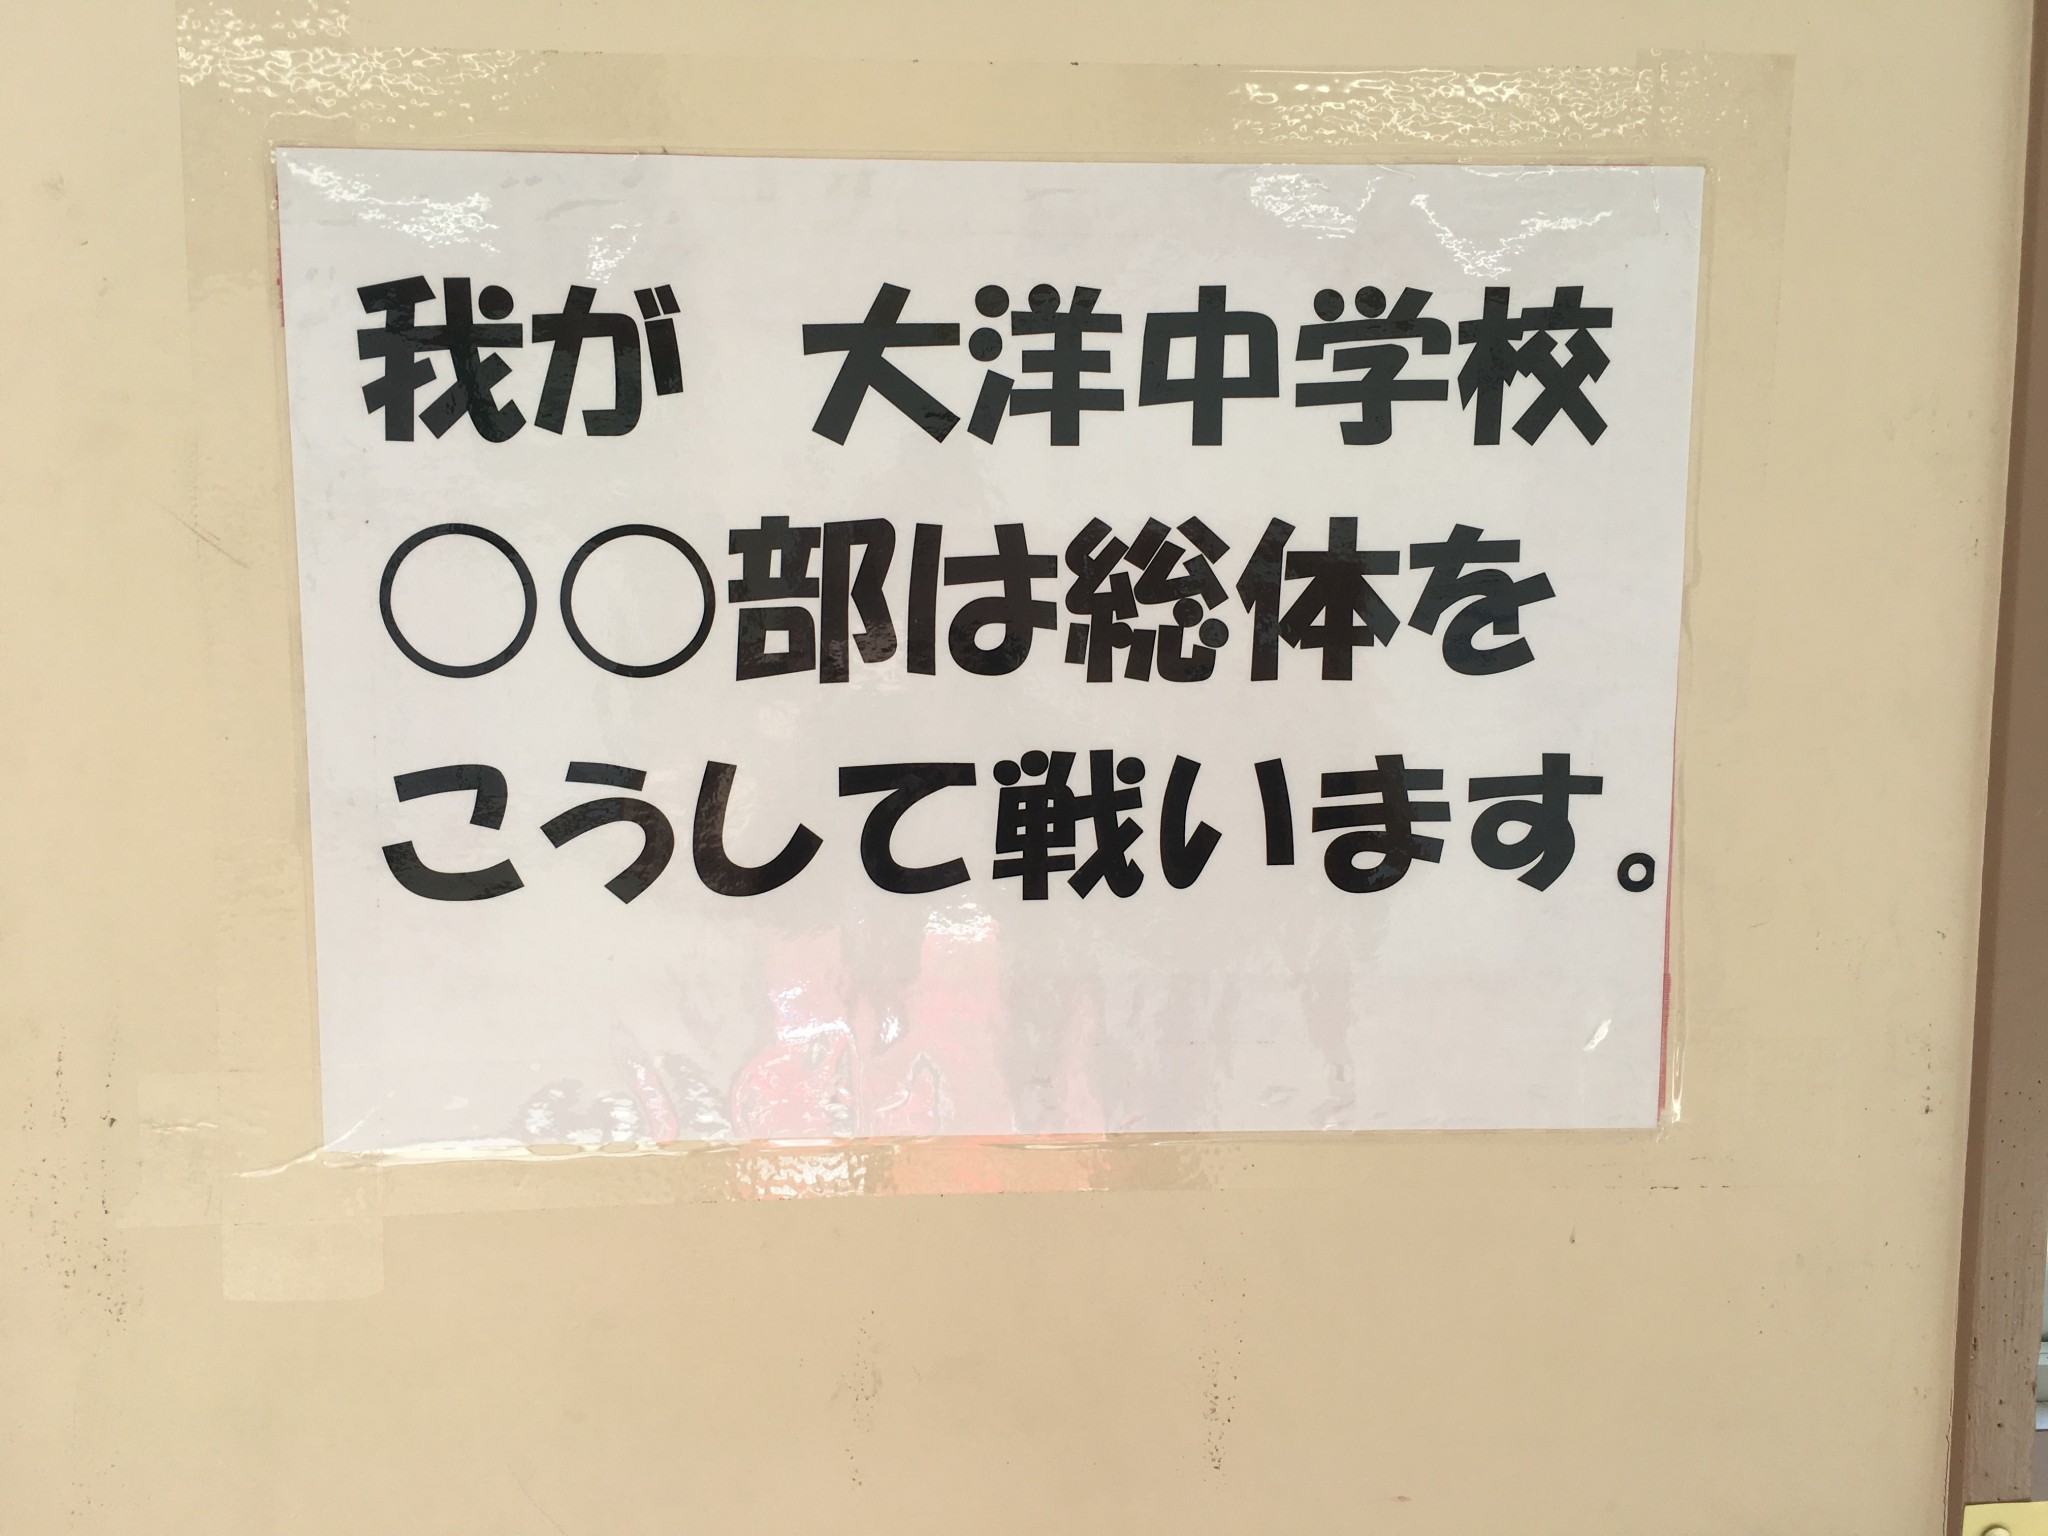 我が　大洋中学校
○○部は総体を
こうして戦います。